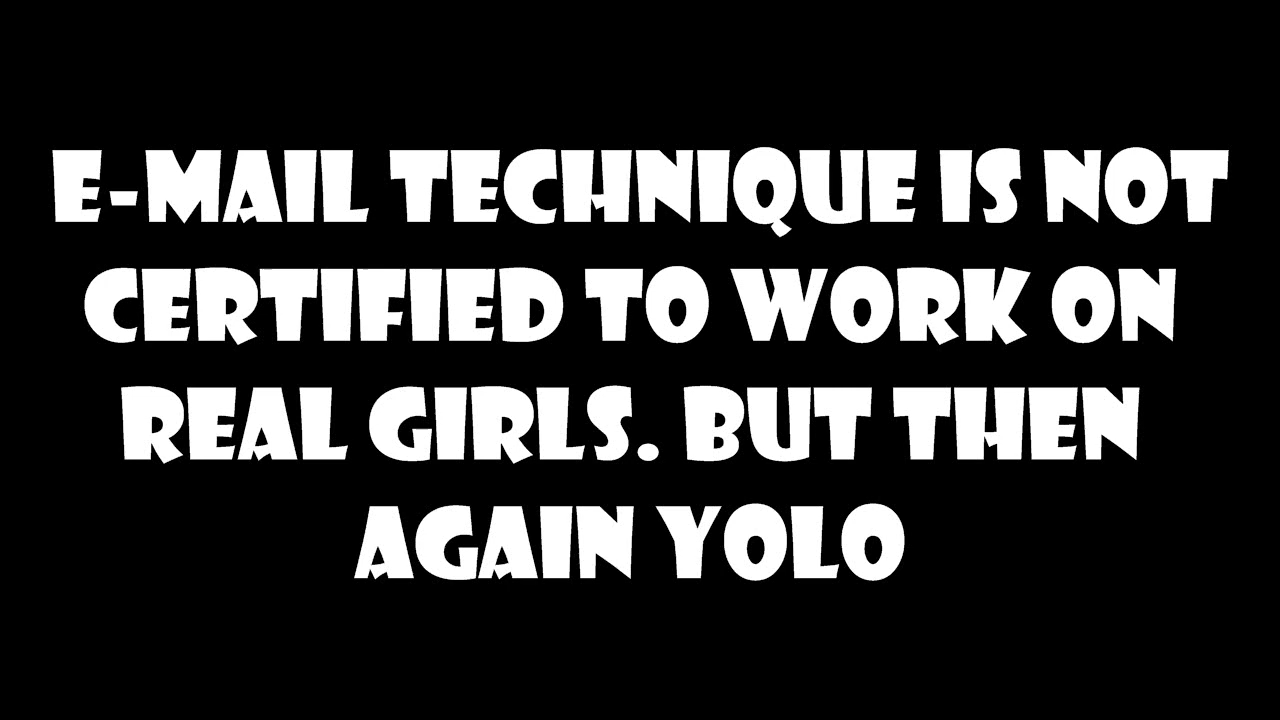 E-MAIL TECHNIQUE IS NOT
CERTIFIED TO WORK ON
REAL GIRLS. BUT THEN
AGAIN YOLO